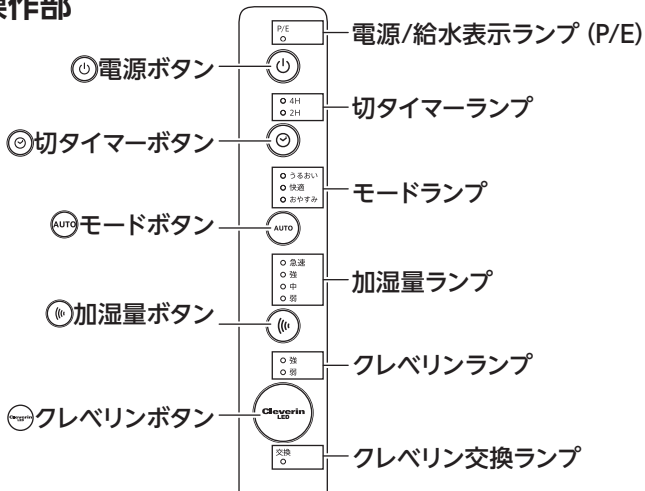 操作部
P/E
電源/給水表示ランプ (P/E)
電源ボタン
4H
2H
切タイマーランプ
切タイマーボタン
うるおい
快適
おやすみ
モードランプ
AUTO モードボタン
AUTO
急速
強
中
弱
加湿量ランプ
加湿量ボタン
強
弱
クレベリンランプ
Cleverin LED クレベリンボタン
Cleverin
LED
交換
クレベリン交換ランプ